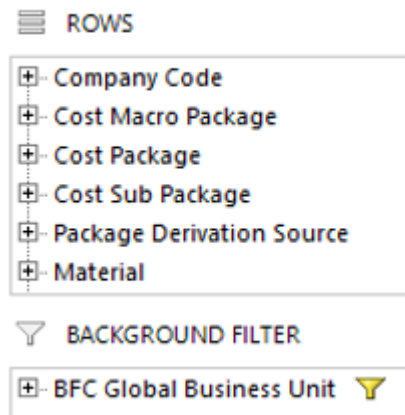 ROWS
Company Code
Cost Macro Package
Cost Package
Cost Sub Package
Package Derivation Source
Material
BACKGROUND FILTER
BFC Global Business Unit